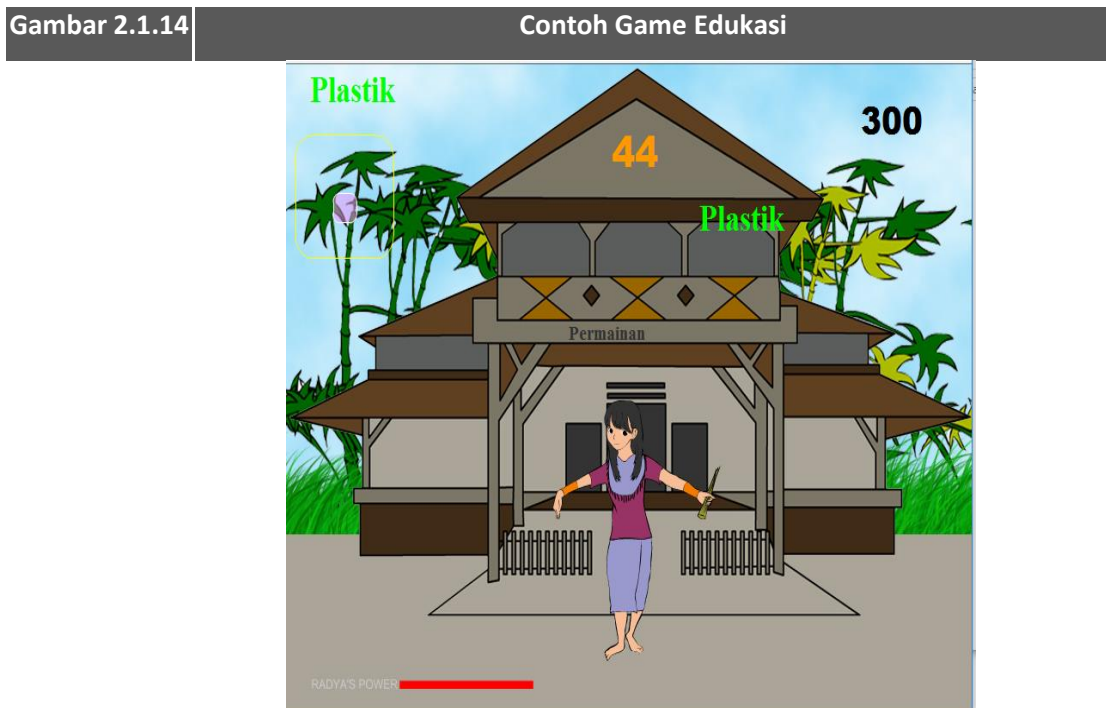 Gambar 2.1.14 Contoh Game Edukasi
Plastik
300
44
Plastik
Permainan
RADYA'S POWER